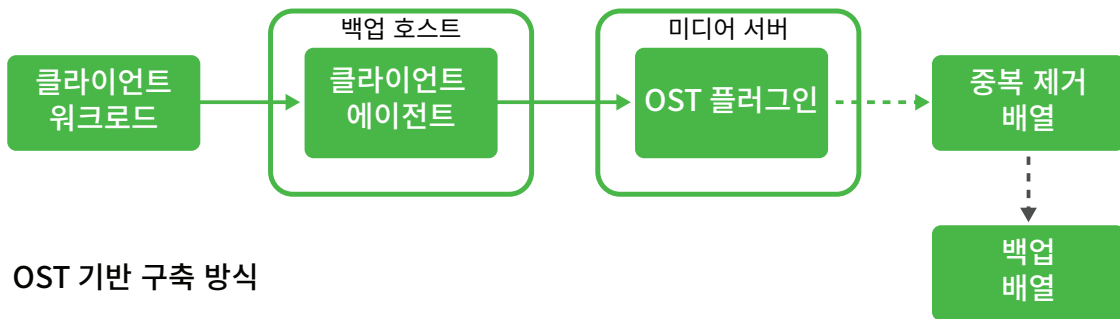 백업 호스트
미디어 서버
클라이언트
워크로드
클라이언트
에이전트
OST 플러그인
중복 제거
배열
백업
배열
OST 기반 구축 방식